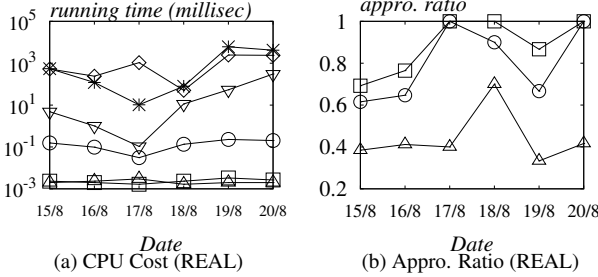 running time (millisec)
10^5
10^3
10^1
10^-1
10^-3
15/8 16/8 17/8 18/8 19/8 20/8
Date
(a) CPU Cost (REAL)
appro. ratio
1
0.8
0.6
0.4
0.2
15/8 16/8 17/8 18/8 19/8 20/8
Date
(b) Appro. Ratio (REAL)